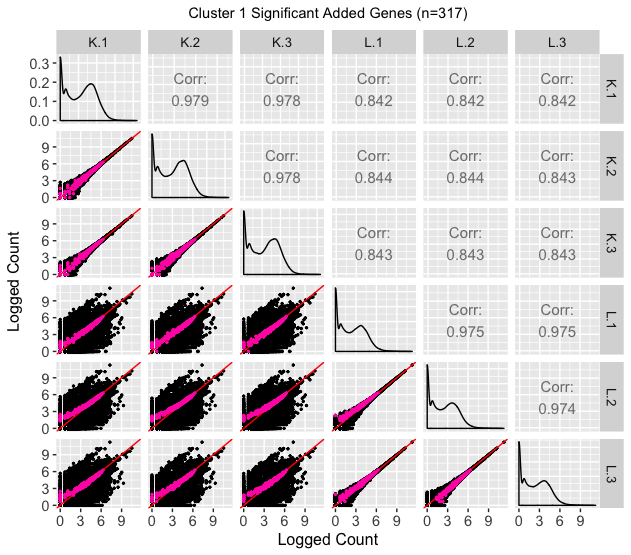 Cluster 1 Significant Added Genes (n=317)
K.1 K.2 K.3 L.1 L.2 L.3
0.3
0.2
0.1
0.0
Corr:
0.979
Corr:
0.978
Corr:
0.842
Corr:
0.842
Corr:
0.842
K.1
9
6
3
0
Corr:
0.978
Corr:
0.844
Corr:
0.844
Corr:
0.843
K.2
9
6
3
0
Corr:
0.843
Corr:
0.843
Corr:
0.843
K.3
9
6
3
0
Corr:
0.975
Corr:
0.975
L.1
9
6
3
0
Corr:
0.974
L.2
9
6
3
0
L.3
0 3 6 9 0 3 6 9 0 3 6 9 0 3 6 9 0 3 6 9 0 3 6 9
Logged Count
Logged Count